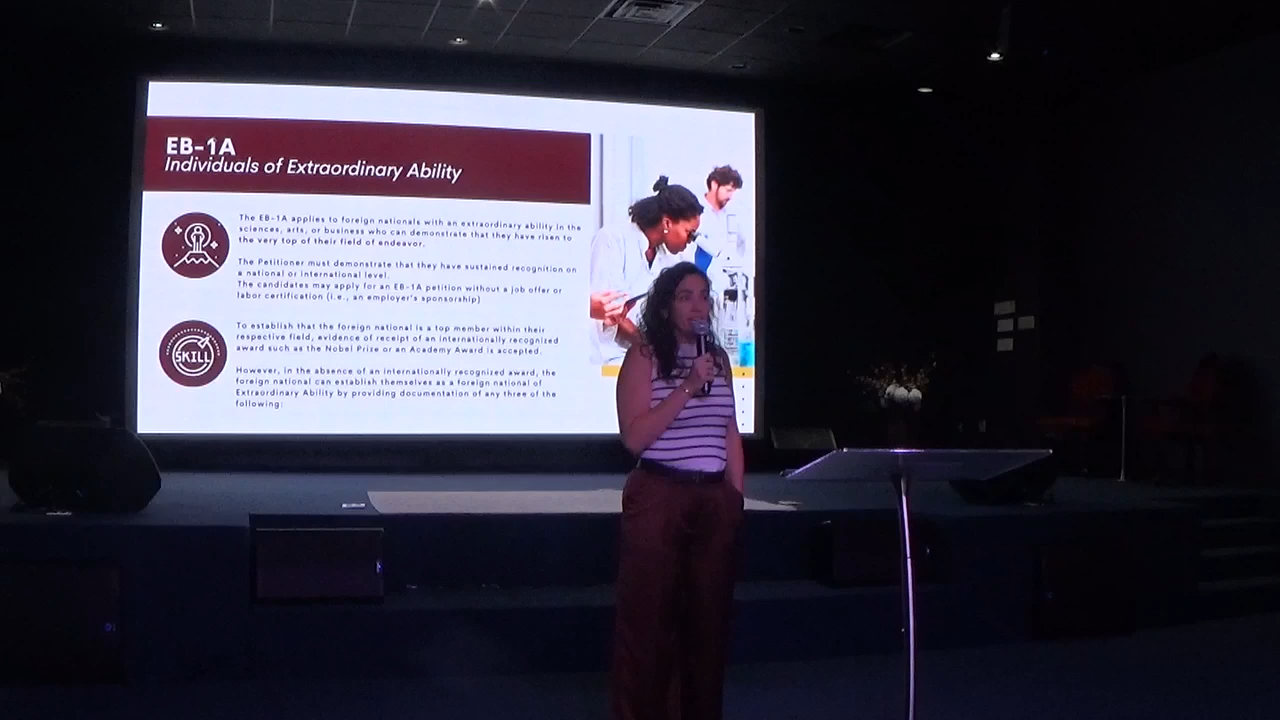 EB-1A
Individuals of Extraordinary Ability
The EB-1A applies to foreign nationals with an extraordinary ability in the
sciences, arts, or business who can demonstrate that they have risen to
the very top of their field of endeavor.
The Petitioner must demonstrate that they have sustained recognition on
a national or international level.
The candidates may apply for an EB-1A petition without a job offer or
labor certification (i.e., an employer's sponsorship)
SKILL
To establish that the foreign national is a top member within their
respective field, evidence of receipt of an internationally recognized
award such as the Nobel Prize or an Academy Award is accepted.
However, in the absence of an internationally recognized award, the
foreign national can establish themselves as a foreign national of
Extraordinary Ability by providing documentation of any three of the
following: